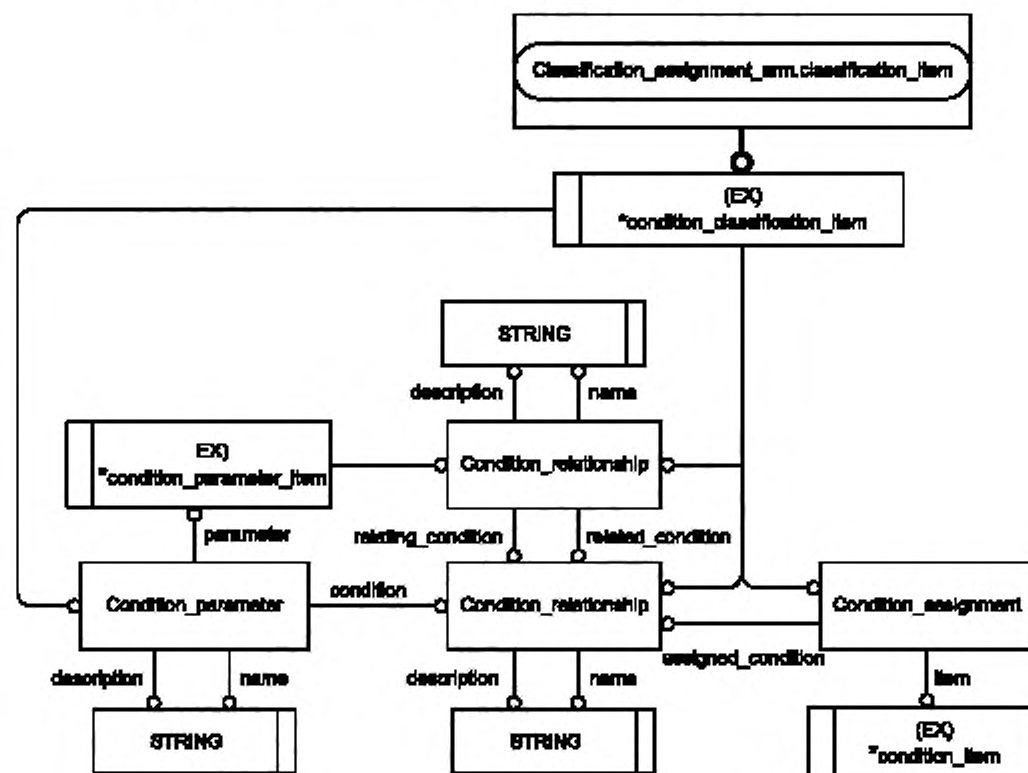 Classification_assignment_arm.classification_item
(EX)
*condition_classification_item
STRING
description
name
EX)
*condition_parameter_item
Condition_relationship
parameter
relating_condition
related_condition
Condition_parameter
condition
Condition_relationship
Condition_assignment
assigned_condition
description
name
description
name
item
STRING
STRING
(EX)
*condition_item